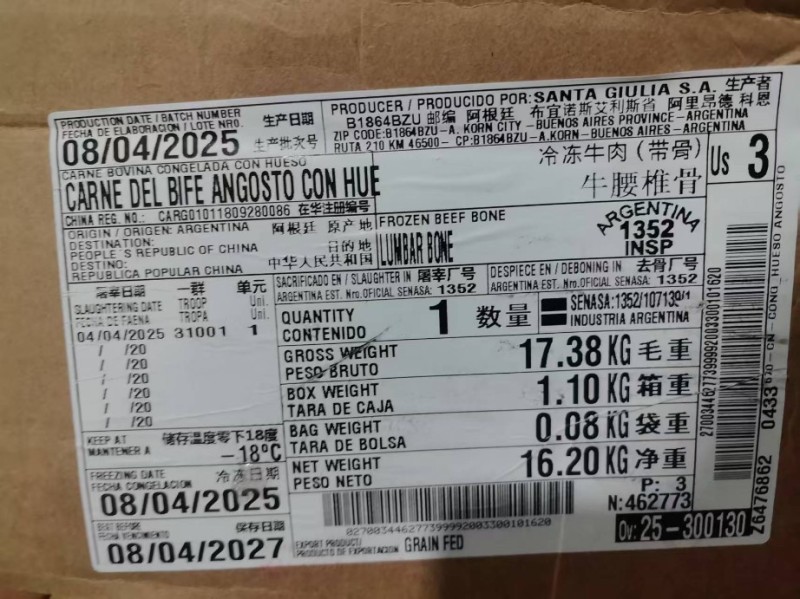 PRODUCTION DATE / BATCH NUMBER 生产日期
FECHA DE ELABORACION / LOTE NRO.
08/04/2025 生产批次号
PRODUCER / PRODUCIDO POR: SANTA GIULIA S.A. 生产者
B1864BZU 邮编 阿根廷 布宜诺斯艾利斯省 阿里昂德 科恩
ZIP CODE:B1864BZU-A. KORN CITY - BUENOS AIRES PROVINCE - ARGENTINA
RUTA 210 KM 46500 - CP:B1864BZU-A.KORN - BUENOS AIRES - ARGENTINA
CARNE BOVINA CONGELADA CON HUESO
CARNE DEL BIFE ANGOSTO CON HUE
冷冻牛肉（带骨）
牛腰椎骨
Us 3
CHINA REG. NO.: CARG01011809280086 在华注册编号
ORIGIN / ORIGEN: ARGENTINA 阿根廷 原产地
DESTINATION: 目的地
PEOPLE´S REPUBLIC OF CHINA 中华人民共和国
DESTINO:
REPUBLICA POPULAR CHINA
FROZEN BEEF BONE
LUMBAR BONE
ARGENTINA
1352
INSP
屠宰日期 一群 单元
SLAUGHTERING DATE TROOP Uni.
FECHA DE FAENA TROPA Uni.
04/04/2025 31001 1
/ /20
/ /20
/ /20
/ /20
/ /20
SACRIFICADO EN / SLAUGHTER IN 屠宰厂号
ARGENTINA EST. Nro.OFICIAL SENASA: 1352
DESPIECE EN / DEBONING IN 去骨厂号
ARGENTINA EST. Nro.OFICIAL SENASA: 1352
QUANTITY
CONTENIDO 1 数量
SENASA:1352/107139/1
INDUSTRIA ARGENTINA
GROSS WEIGHT
PESO BRUTO 17.38 KG 毛重
BOX WEIGHT
TARA DE CAJA 1.10 KG 箱重
BAG WEIGHT
TARA DE BOLSA 0.08 KG 袋重
NET WEIGHT
PESO NETO 16.20 KG 净重
KEEP AT 储存温度零下18度
MANTENER A -18ºC
FREEZING DATE 冷冻日期
FECHA CONGELACION
08/04/2025
BEST BEFORE 保存日期
FECHA VENCIMIENTO
08/04/2027
P: 3
N:462773
027003446277399992003300101620
Ov: 25-300130
EXPORT PRODUCT/
PRODUCTO DE EXPORTACION GRAIN FED
027003446277399992003300101620
Z6476862